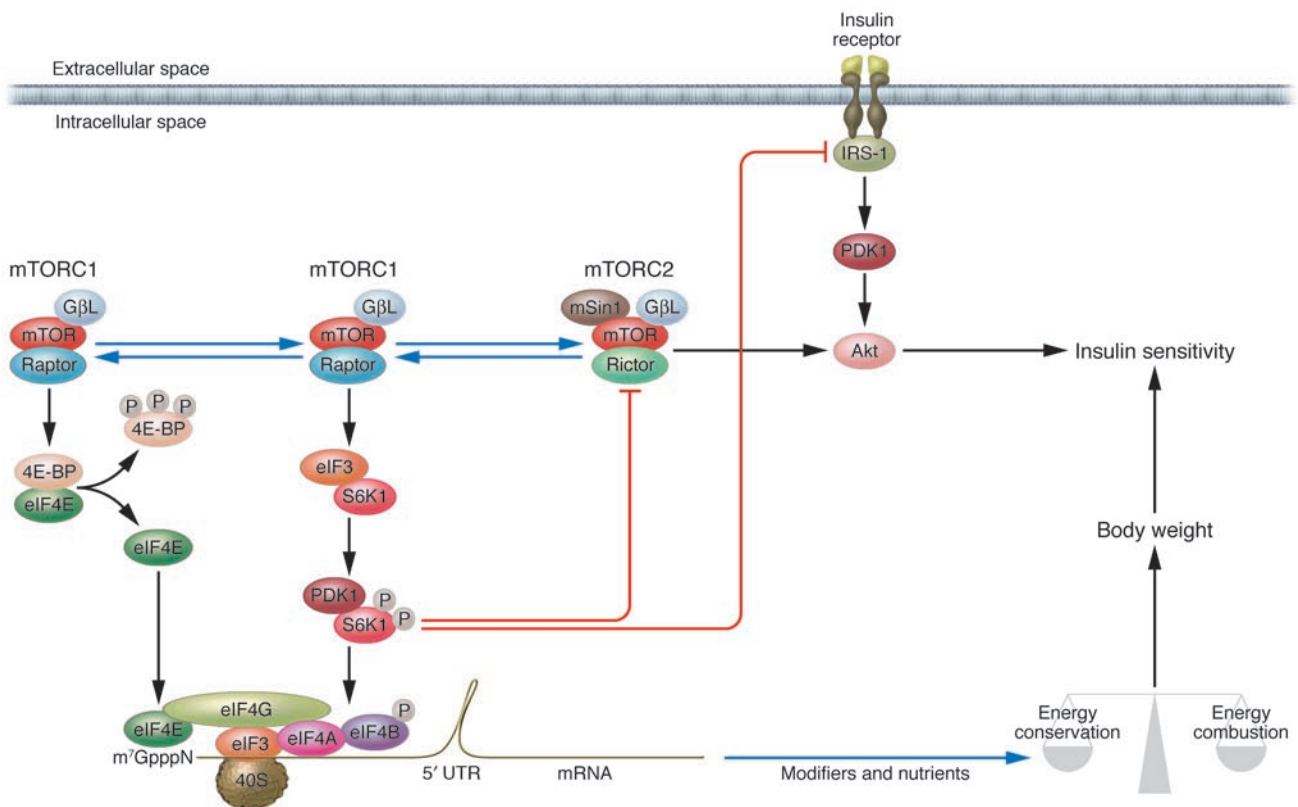 Insulin
receptor
Extracellular space
Intracellular space
IRS-1
PDK1
mTORC1
mTORC1
mTORC2
GβL
GβL
mSin1
GβL
mTOR
mTOR
mTOR
Raptor
Raptor
Rictor
Akt
Insulin sensitivity
P
P
P
4E-BP
4E-BP
eIF4E
eIF3
S6K1
eIF4E
Body weight
PDK1
P
P
S6K1
eIF4G
P
eIF4E
eIF4B
eIF4A
eIF3
m⁷GpppN
40S
5′ UTR
mRNA
Modifiers and nutrients
Energy
conservation
Energy
combustion